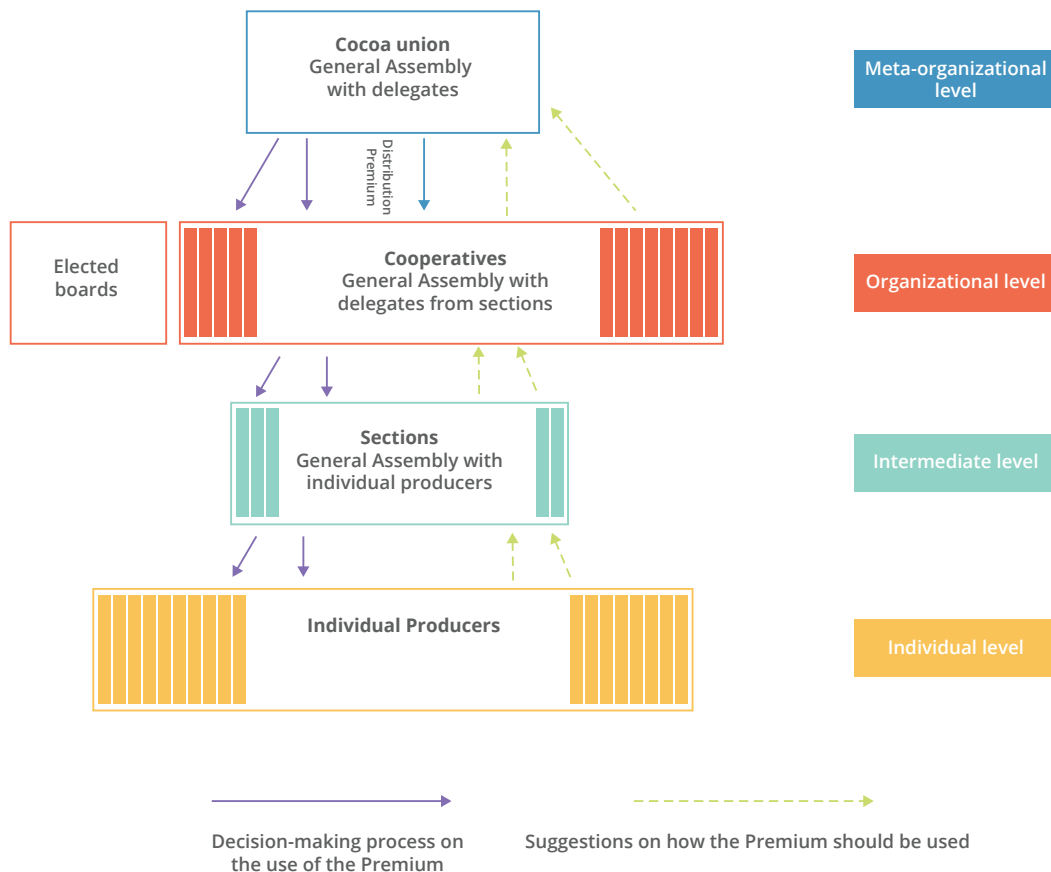 Cocoa union
General Assembly
with delegates
Meta-organizational
level
Distribution
Premium
Elected
boards
Cooperatives
General Assembly with
delegates from sections
Organizational level
Sections
General Assembly with
individual producers
Intermediate level
Individual Producers
Individual level
Decision-making process on
the use of the Premium
Suggestions on how the Premium should be used